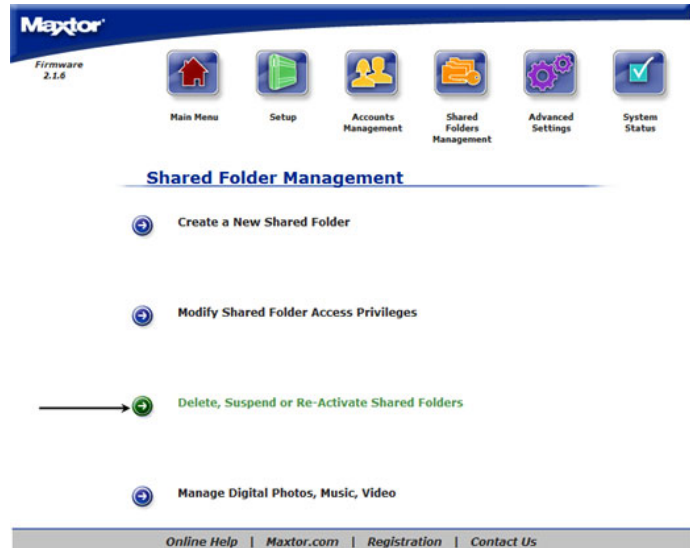 Maxtor
Firmware
2.1.6
Main Menu
Setup
Accounts
Management
Shared
Folders
Management
Advanced
Settings
System
Status
Shared Folder Management
Create a New Shared Folder
Modify Shared Folder Access Privileges
Delete, Suspend or Re-Activate Shared Folders
Manage Digital Photos, Music, Video
Online Help | Maxtor.com | Registration | Contact Us